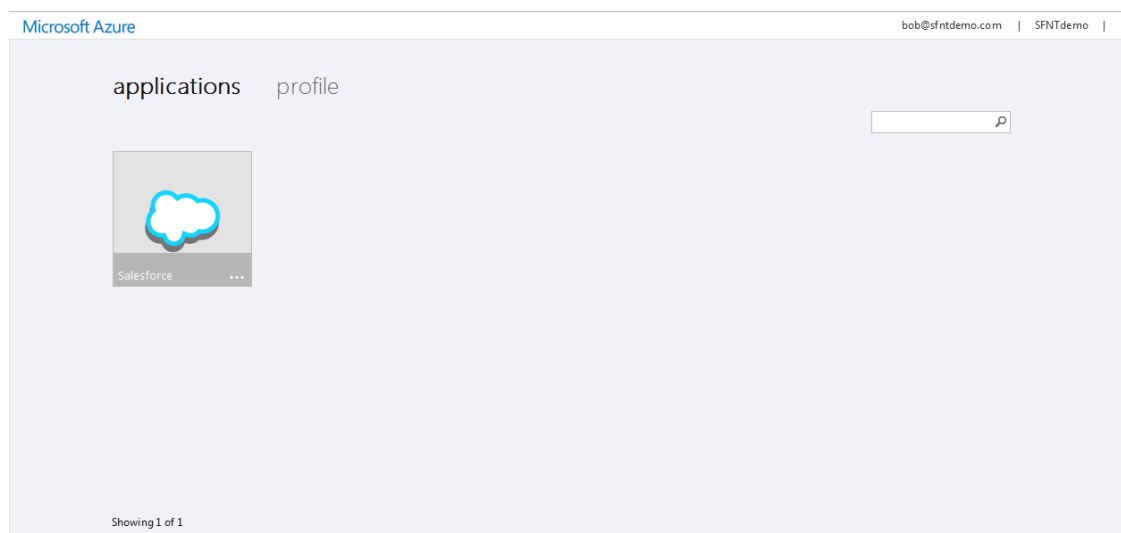 Microsoft Azure
bob@sfntdemo.com | SFNTdemo |
applications profile
Salesforce ...
Showing 1 of 1